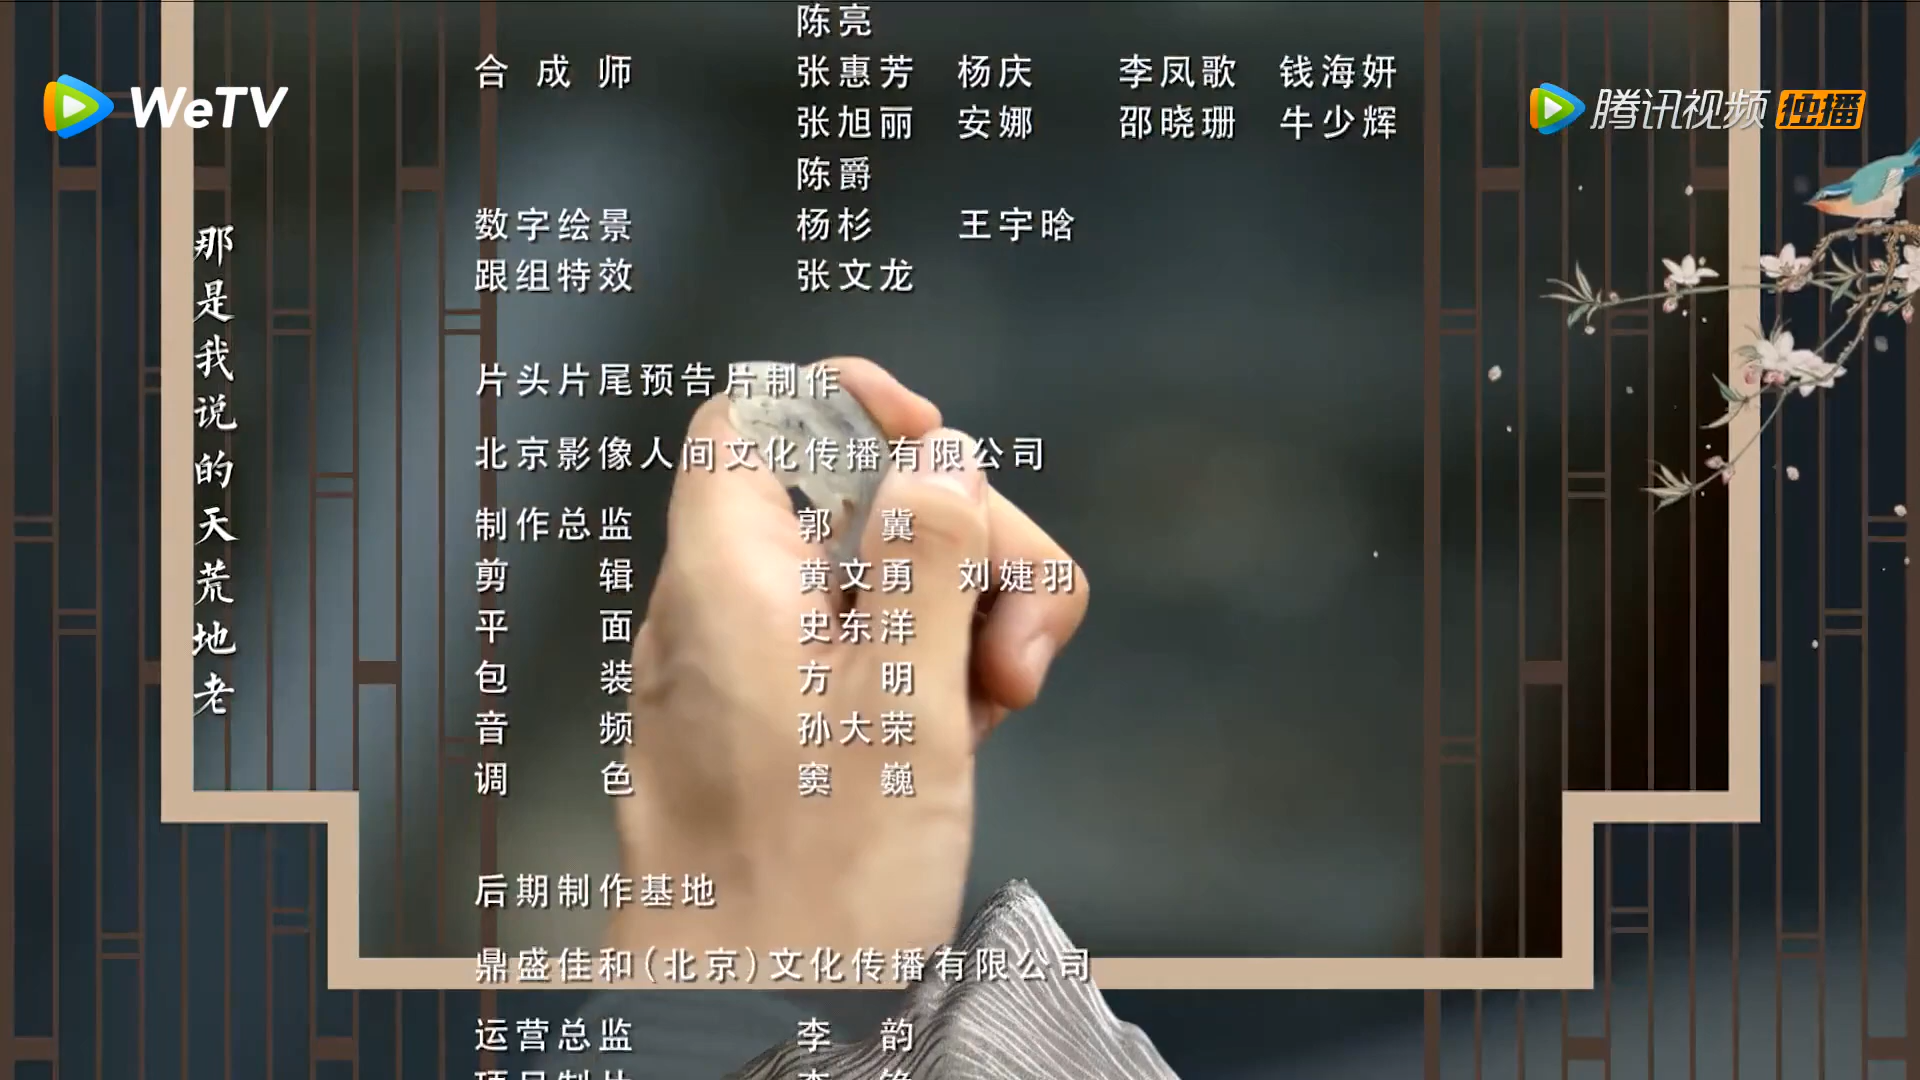 陈亮
合成师 张惠芳 杨庆 李凤歌 钱海妍
张旭丽 安娜 邵晓珊 牛少辉
陈爵
数字绘景 杨杉 王宇晗
跟组特效 张文龙
片头片尾预告片制作
北京影像人间文化传播有限公司
制作总监 郭冀
剪辑 黄文勇 刘婕羽
平面 史东洋
包装 方明
音频 孙大荣
调色 窦巍
后期制作基地
鼎盛佳和(北京)文化传播有限公司
运营总监 李韵
WeTV
腾讯视频 独播
那是我说的天荒地老